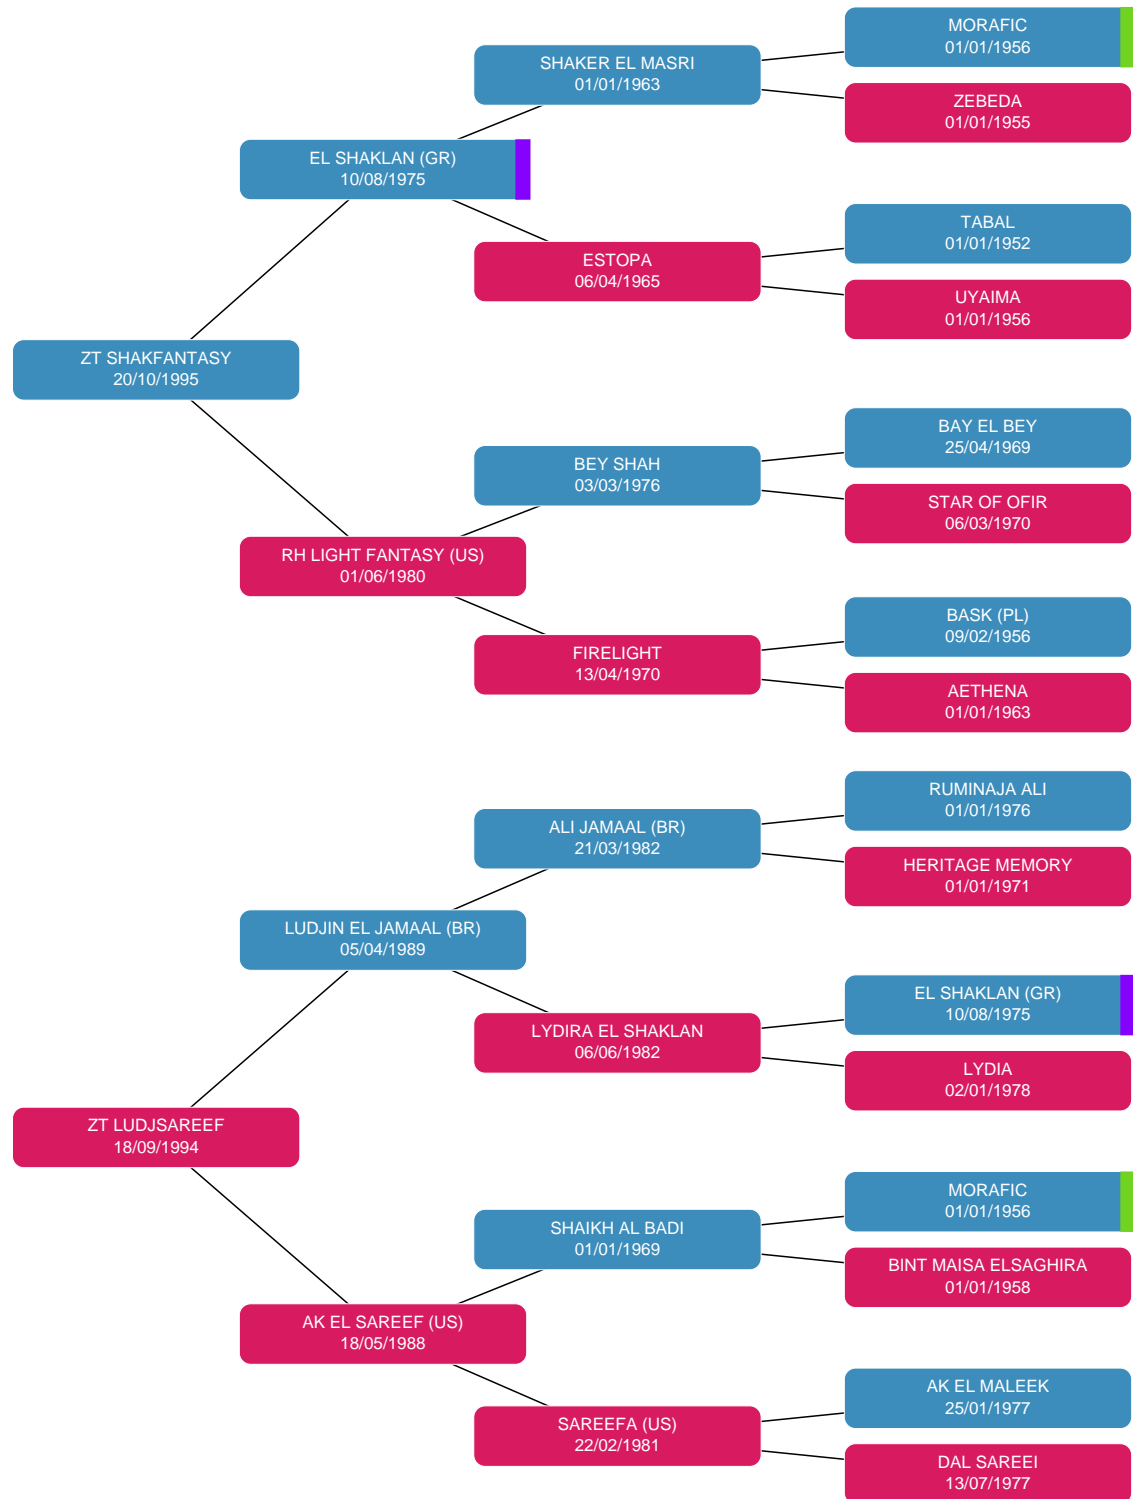 MORAFIC
01/01/1956
SHAKER EL MASRI
01/01/1963
ZEBEDA
01/01/1955
EL SHAKLAN (GR)
10/08/1975
TABAL
01/01/1952
ESTOPA
06/04/1965
UYAIMA
01/01/1956
ZT SHAKFANTASY
20/10/1995
BAY EL BEY
25/04/1969
BEY SHAH
03/03/1976
STAR OF OFIR
06/03/1970
RH LIGHT FANTASY (US)
01/06/1980
BASK (PL)
09/02/1956
FIRELIGHT
13/04/1970
AETHENA
01/01/1963
RUMINAJA ALI
01/01/1976
ALI JAMAAL (BR)
21/03/1982
HERITAGE MEMORY
01/01/1971
LUDJIN EL JAMAAL (BR)
05/04/1989
EL SHAKLAN (GR)
10/08/1975
LYDIRA EL SHAKLAN
06/06/1982
LYDIA
02/01/1978
ZT LUDJSAREEF
18/09/1994
MORAFIC
01/01/1956
SHAIKH AL BADI
01/01/1969
BINT MAISA ELSAGHIRA
01/01/1958
AK EL SAREEF (US)
18/05/1988
AK EL MALEEK
25/01/1977
SAREEFA (US)
22/02/1981
DAL SAREEI
13/07/1977